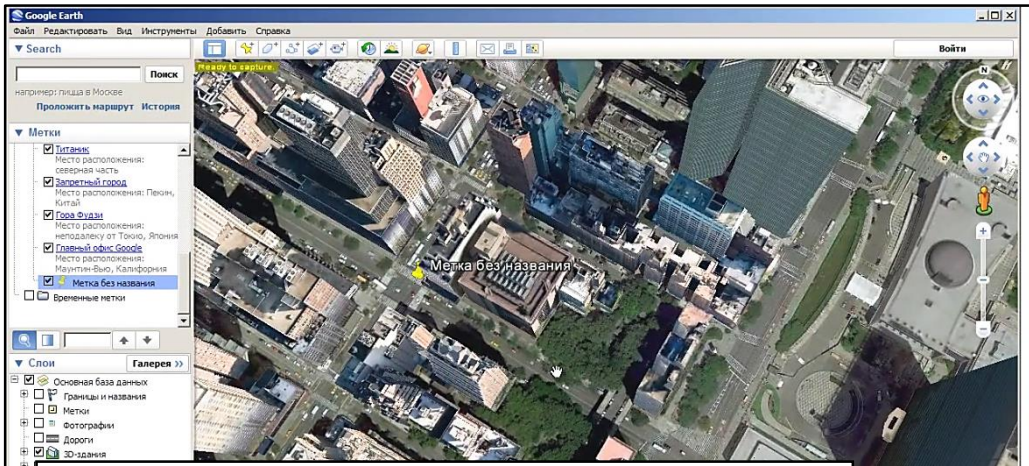 Google Earth
Файл Редактировать Вид Инструменты Добавить Справка
Search
Войти
Ready to capture.
Поиск
например: пицца в Москве
Проложить маршрут История
Метки
Титаник
Место расположения:
северная часть
Запретный город
Место расположения: Пекин,
Китай
Гора Фудзи
Место расположения:
неподалеку от Токио, Япония
Главный офис Google
Место расположения:
Маунтин-Вью, Калифорния
Метка без названия
Временные метки
Метка без названия
N
Слои
Галерея >>
Основная база данных
Границы и названия
Метки
Фотографии
Дороги
3D-здания